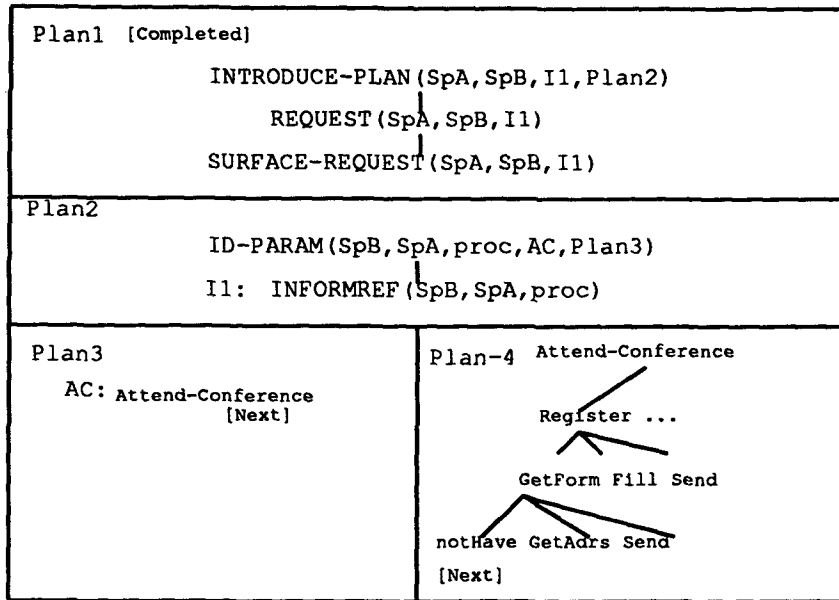 Plan1 [Completed]
INTRODUCE-PLAN(SpA,SpB,I1,Plan2)
REQUEST(SpA,SpB,I1)
SURFACE-REQUEST(SpA,SpB,I1)
Plan2
ID-PARAM(SpB,SpA,proc,AC,Plan3)
I1: INFORMREF(SpB,SpA,proc)
Plan3
AC: Attend-Conference
[Next]
Plan-4 Attend-Conference
Register ...
GetForm Fill Send
notHave GetAdrs Send
[Next]